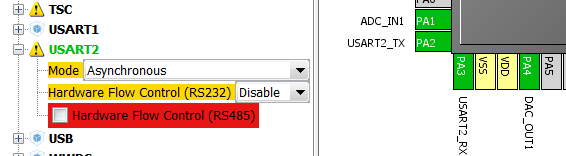 TSC
USART1
USART2
Mode Asynchronous
Hardware Flow Control (RS232) Disable
Hardware Flow Control (RS485)
USB
ADC_IN1 PA1
USART2_TX PA2
PA3
VSS
VDD
PA4
PA5
USART2_RX
DAC_OUT1